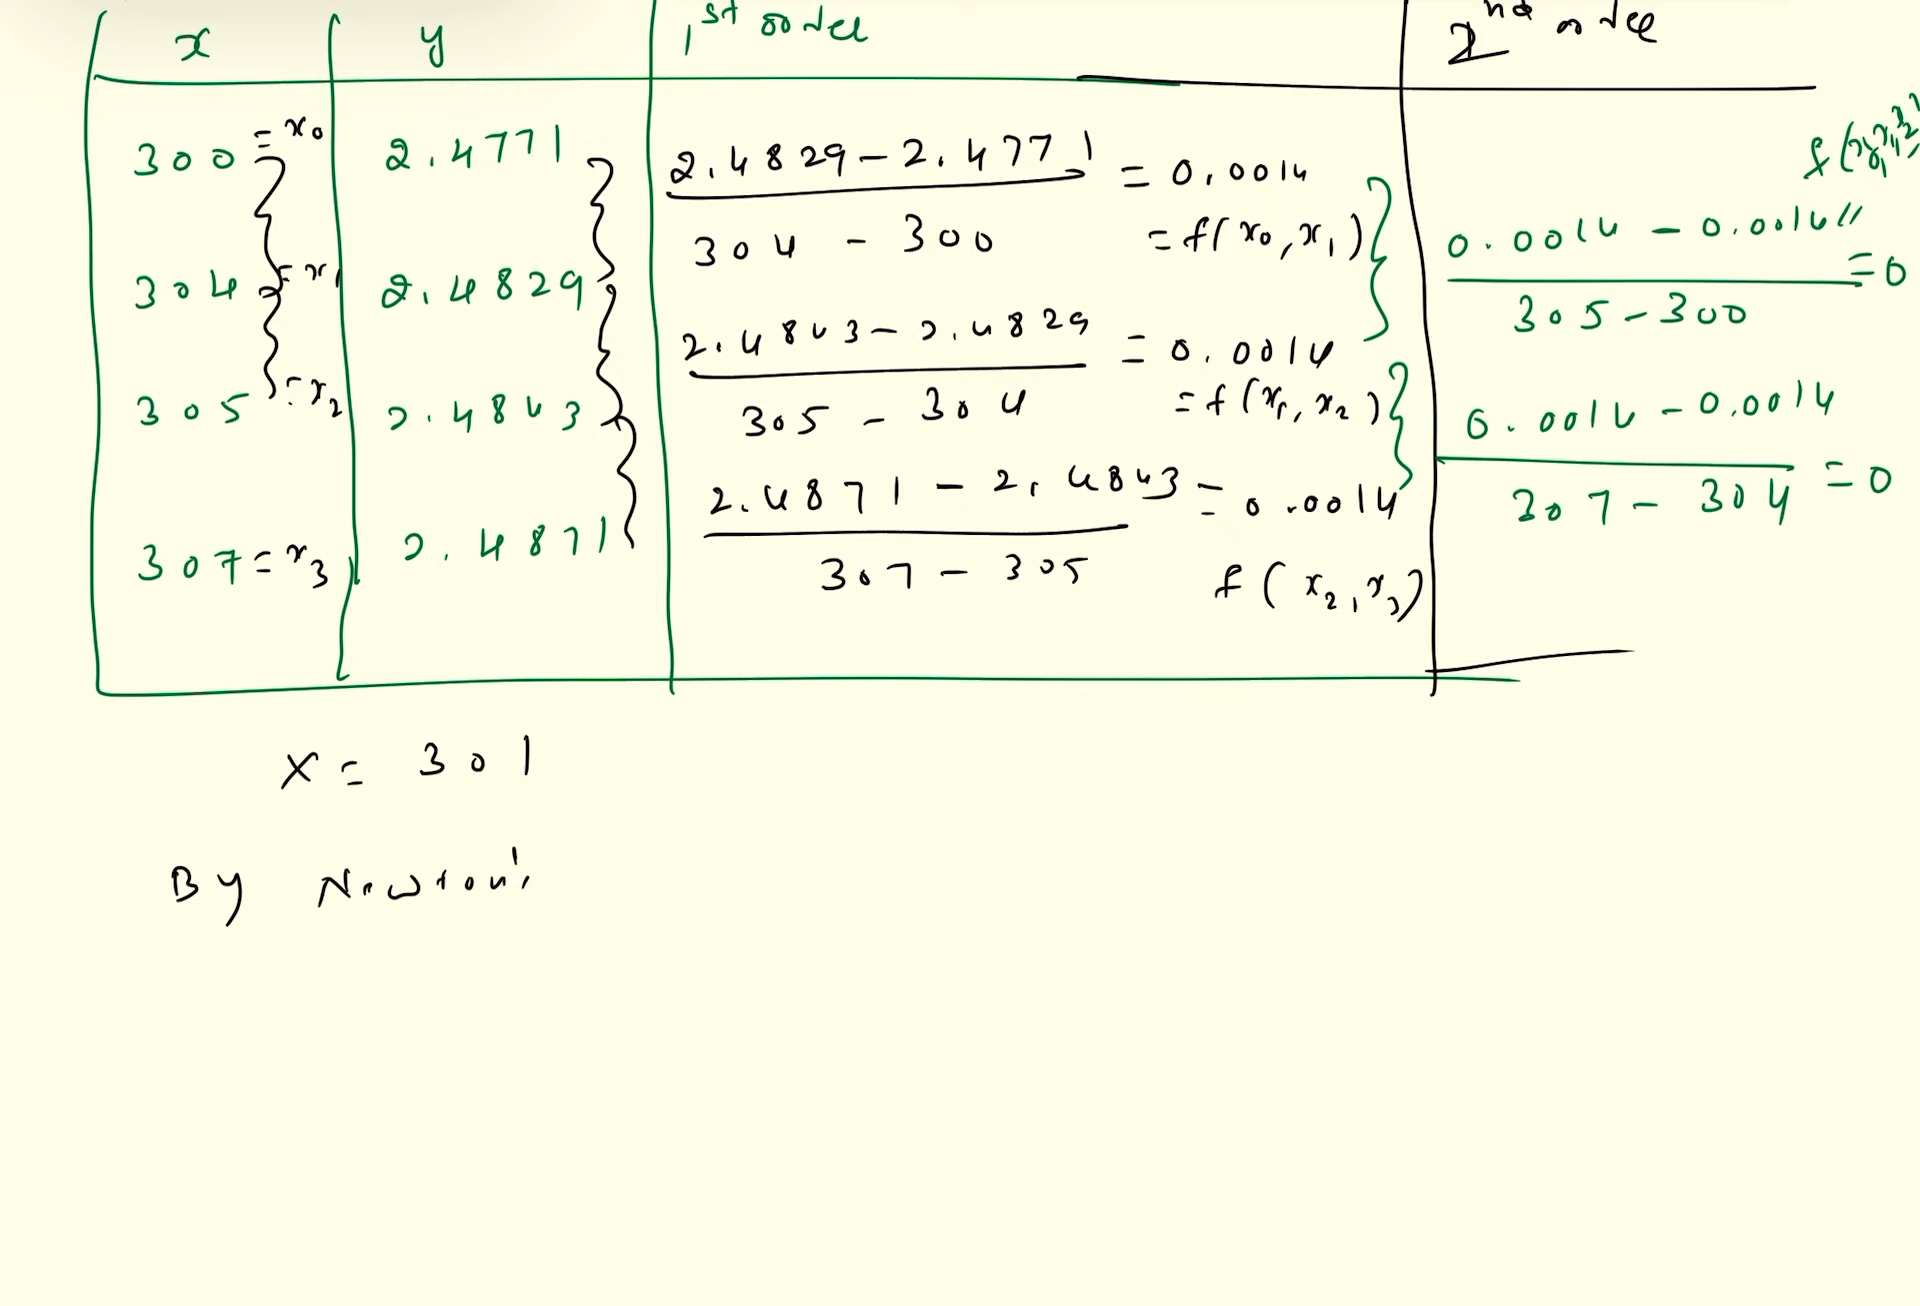 x y 1st order 2nd order
300 = x₀ 2.4771 2.4829 - 2.4771 / 304 - 300 = 0.0014 = f(x₀, x₁) 0.0014 - 0.0014 // 305 - 300 = 0 f(x₀, x₁, x₂)
304 = x₁ 2.4829 2.4843 - 2.4829 / 305 - 304 = 0.0014 = f(x₁, x₂) 0.0014 - 0.0014 / 307 - 304 = 0
305 = x₂ 2.4843 2.4871 - 2.4843 / 307 - 305 = 0.0014 f(x₂, x₃)
307 = x₃ 2.4871
X = 301
By Newton's